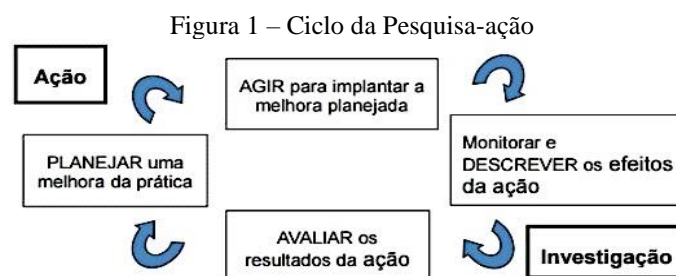 Figura 1 – Ciclo da Pesquisa-ação
Ação
AGIR para implantar a
melhora planejada
PLANEJAR uma
melhora da prática
Monitorar e
DESCREVER os efeitos
da ação
AVALIAR os
resultados da ação
Investigação